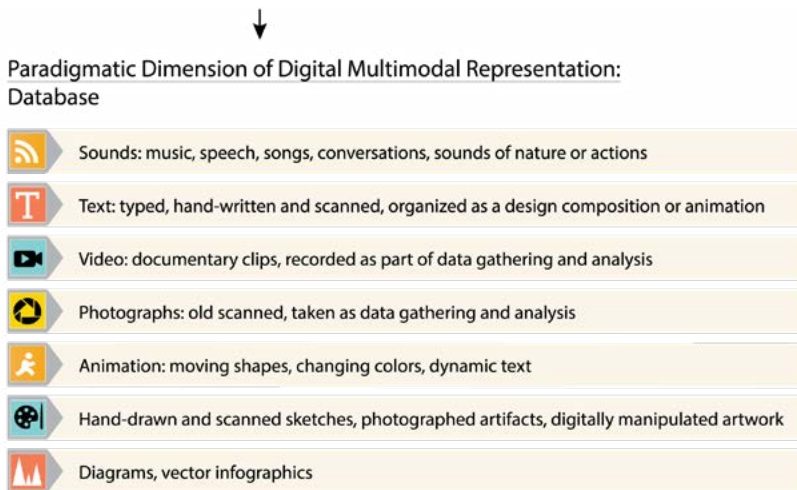 Paradigmatic Dimension of Digital Multimodal Representation:
Database
Sounds: music, speech, songs, conversations, sounds of nature or actions
T
Text: typed, hand-written and scanned, organized as a design composition or animation
Video: documentary clips, recorded as part of data gathering and analysis
Photographs: old scanned, taken as data gathering and analysis
Animation: moving shapes, changing colors, dynamic text
Hand-drawn and scanned sketches, photographed artifacts, digitally manipulated artwork
Diagrams, vector infographics